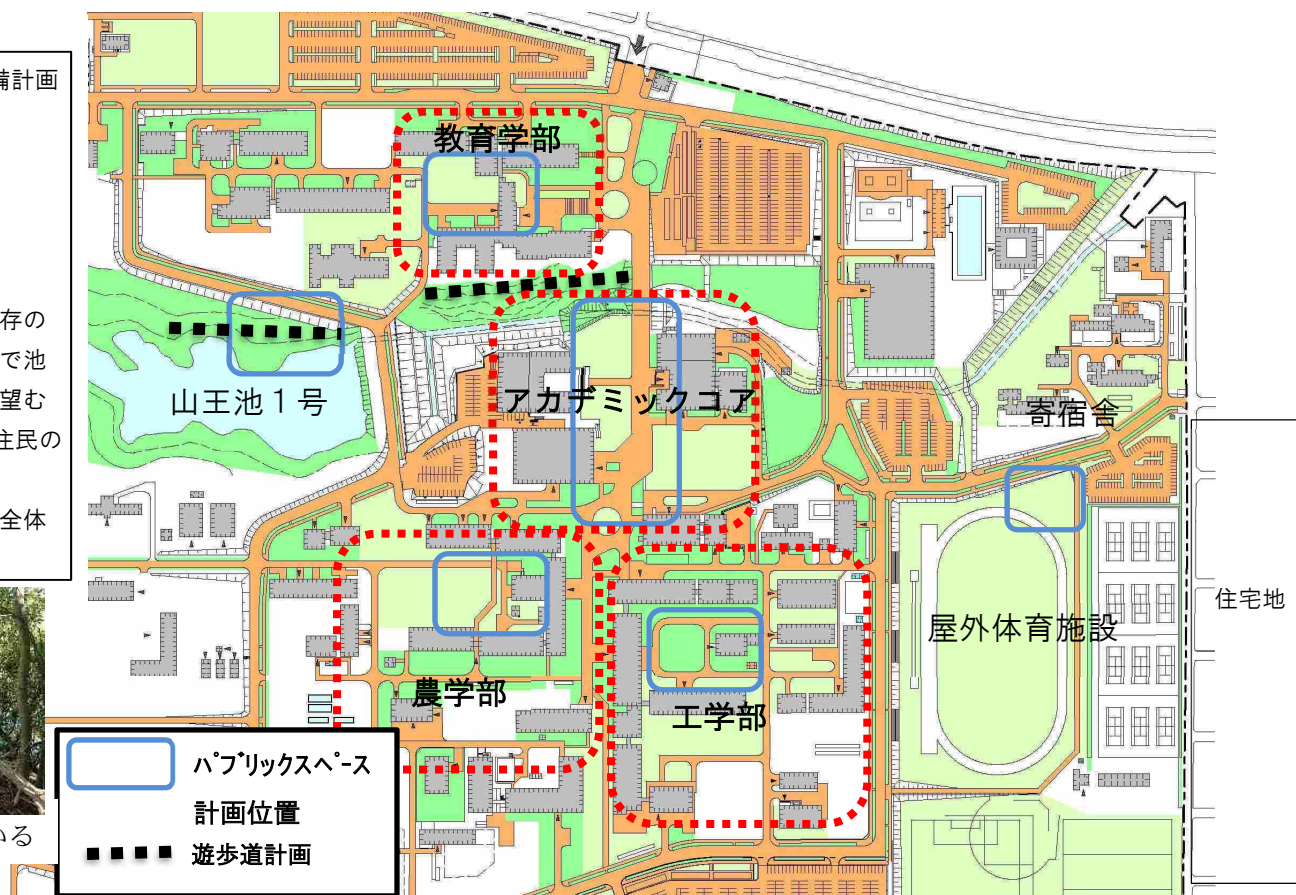 備計画
存の
で池
望む
住民の
全体
いる
教育学部
山王池１号
アカデミックコア
寄宿舎
住宅地
屋外体育施設
農学部
工学部
パブリックスペース
計画位置
遊歩道計画